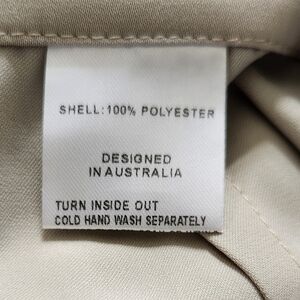 SHELL: 100% POLYESTER
DESIGNED
IN AUSTRALIA
TURN INSIDE OUT
COLD HAND WASH SEPARATELY